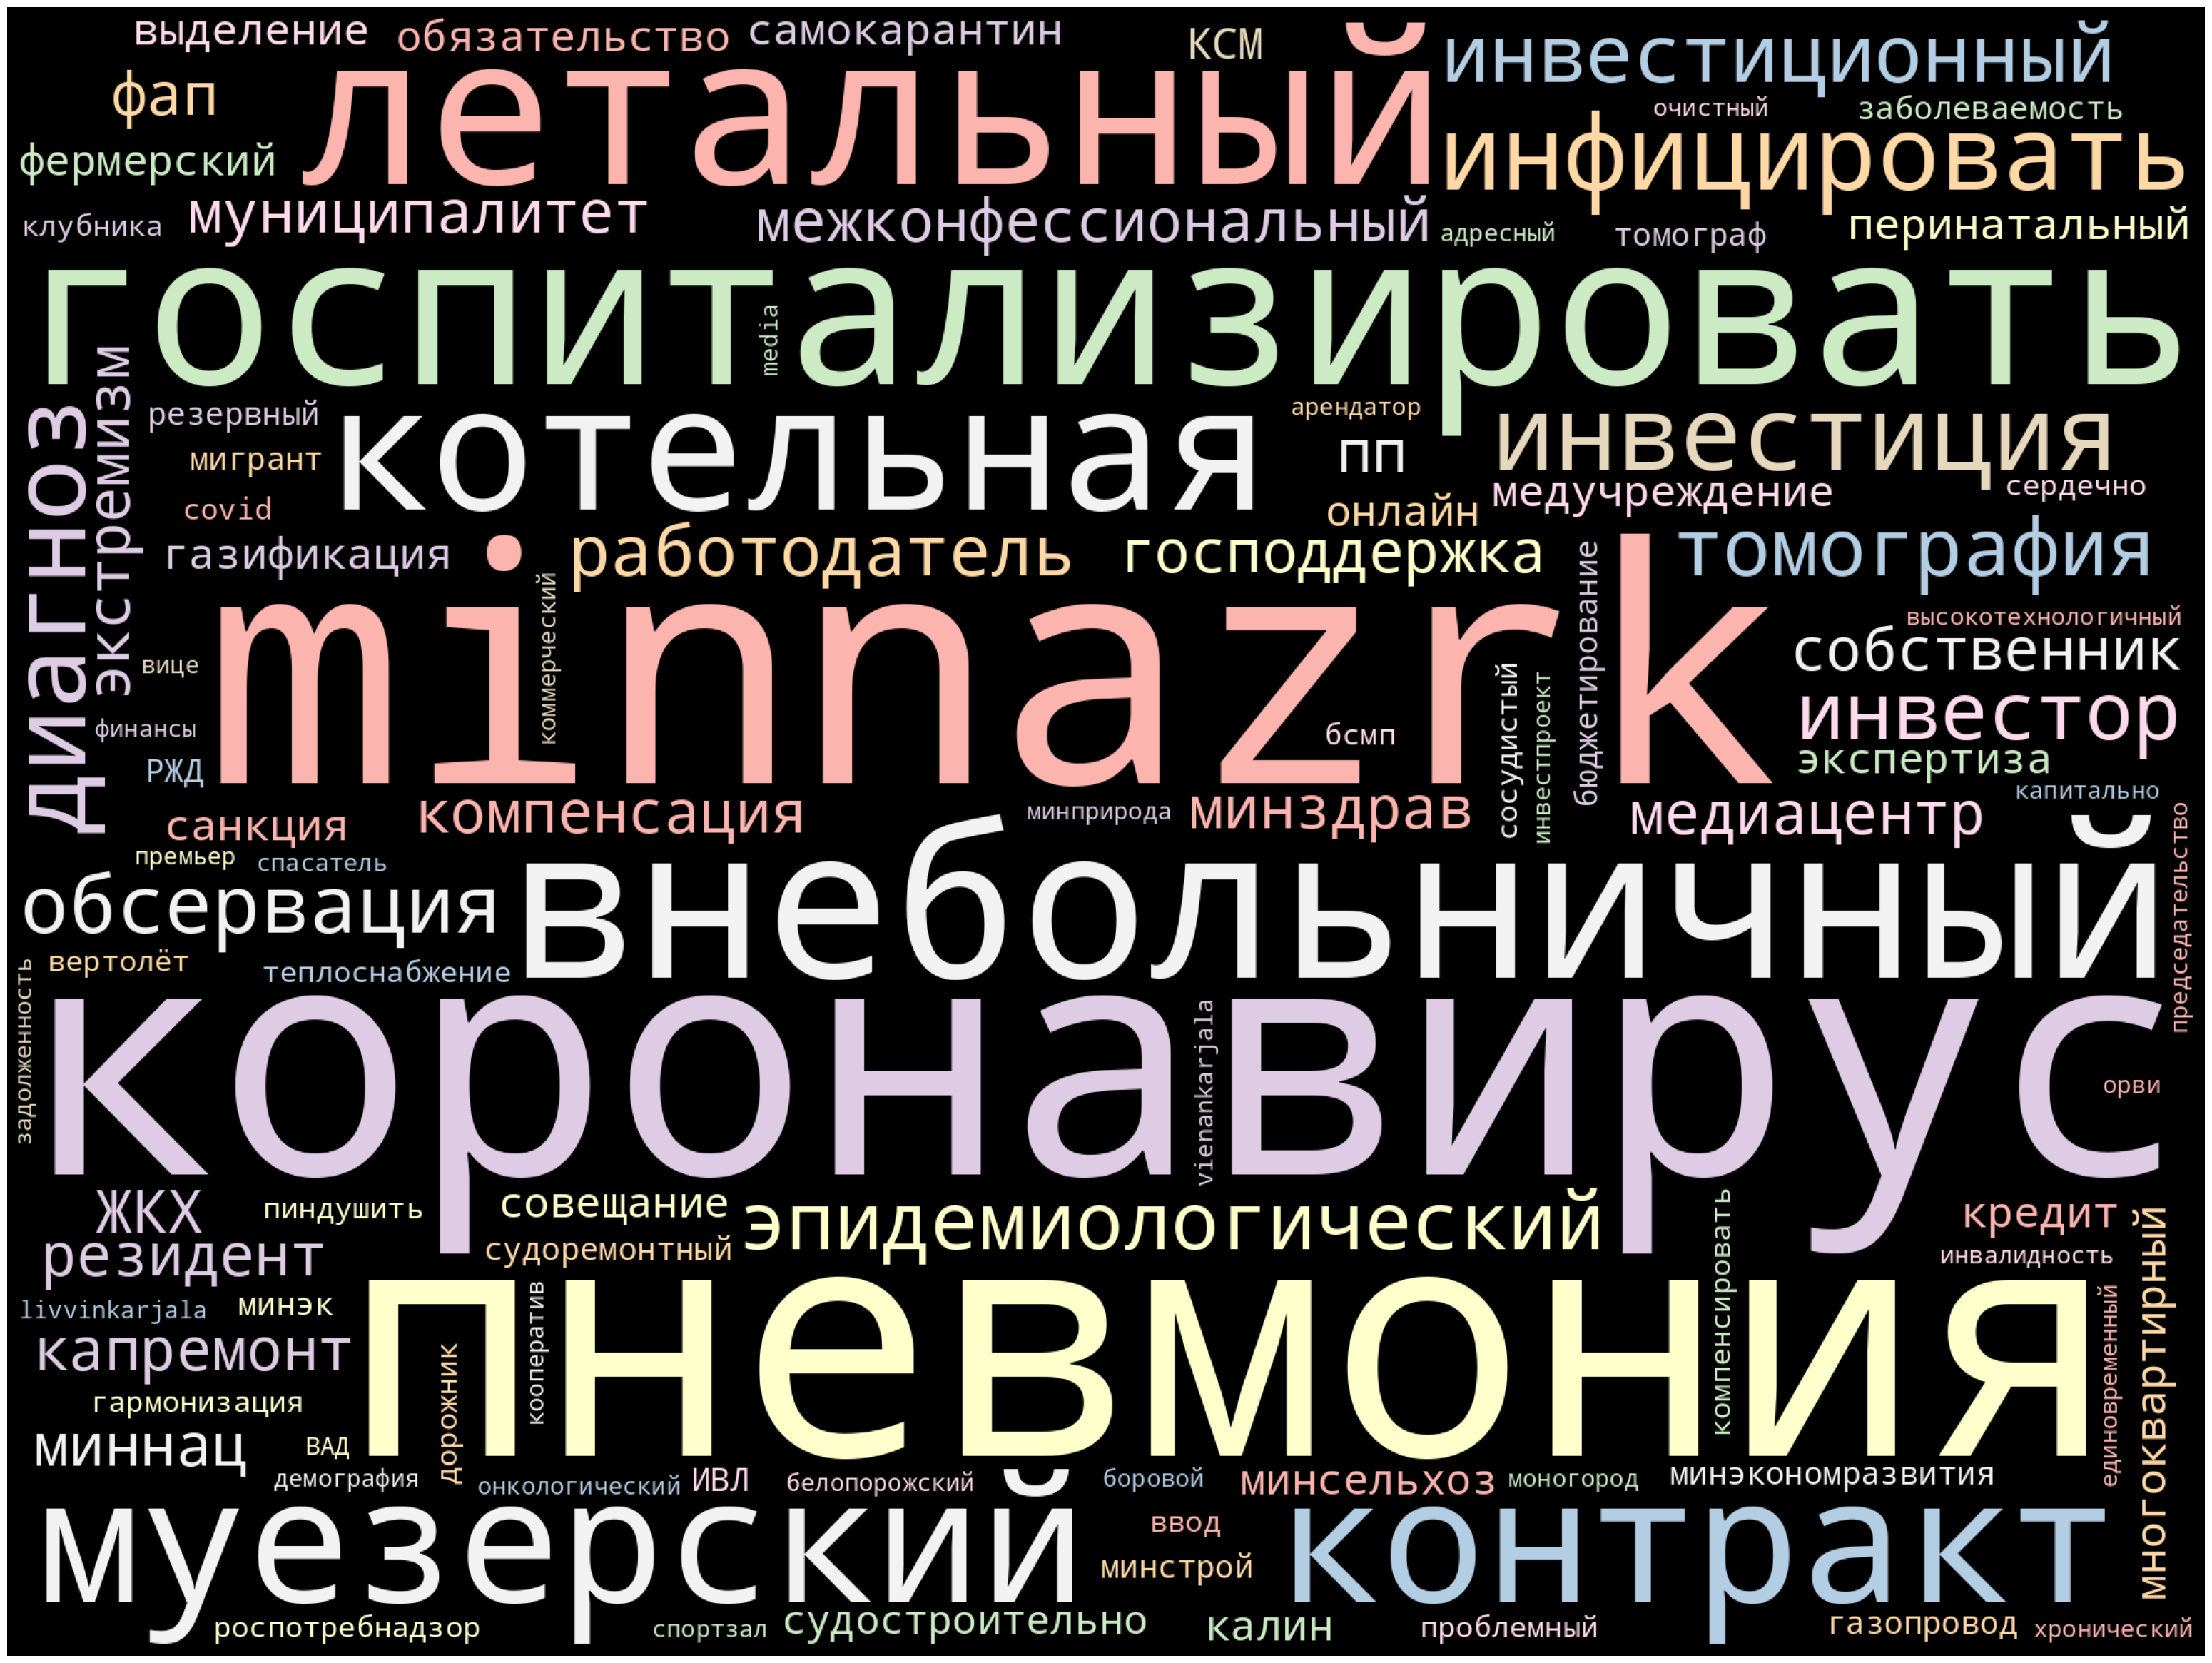 выделение
обязательство
самокарантин
КСМ
летальный
инвестиционный
фап
очистный
заболеваемость
инфицировать
фермерский
муниципалитет
межконфессиональный
клубника
адресный
томограф
перинатальный
госпитализировать
media
экстремизм
диагноз
резервный
котельная
арендатор
инвестиция
мигрант
пп
covid
онлайн
медучреждение
сердечно
газификация
работодатель
господдержка
томография
minnazrk
коммерческий
бюджетирование
высокотехнологичный
собственник
вице
сосудистый
инвестпроект
инвестор
финансы
бсмп
экспертиза
РЖД
санкция
компенсация
минприрода
минздрав
медиацентр
капитально
премьер
спасатель
внебольничный
председательство
обсервация
вертолёт
теплоснабжение
задолженность
коронавирус
vienankarjala
орви
ЖКХ
пиндушить
совещание
эпидемиологический
компенсировать
кредит
резидент
судоремонтный
инвалидность
многоквартирный
livvinkarjala
минэк
пневмония
кооператив
единовременный
капремонт
дорожник
гармонизация
миннац
ВАД
демография
онкологический
ИВЛ
белопорожский
боровой
минсельхоз
моногород
минэкономразвития
муезерский
ввод
контракт
минстрой
роспотребнадзор
спортзал
судостроительно
калин
проблемный
газопровод
хронический